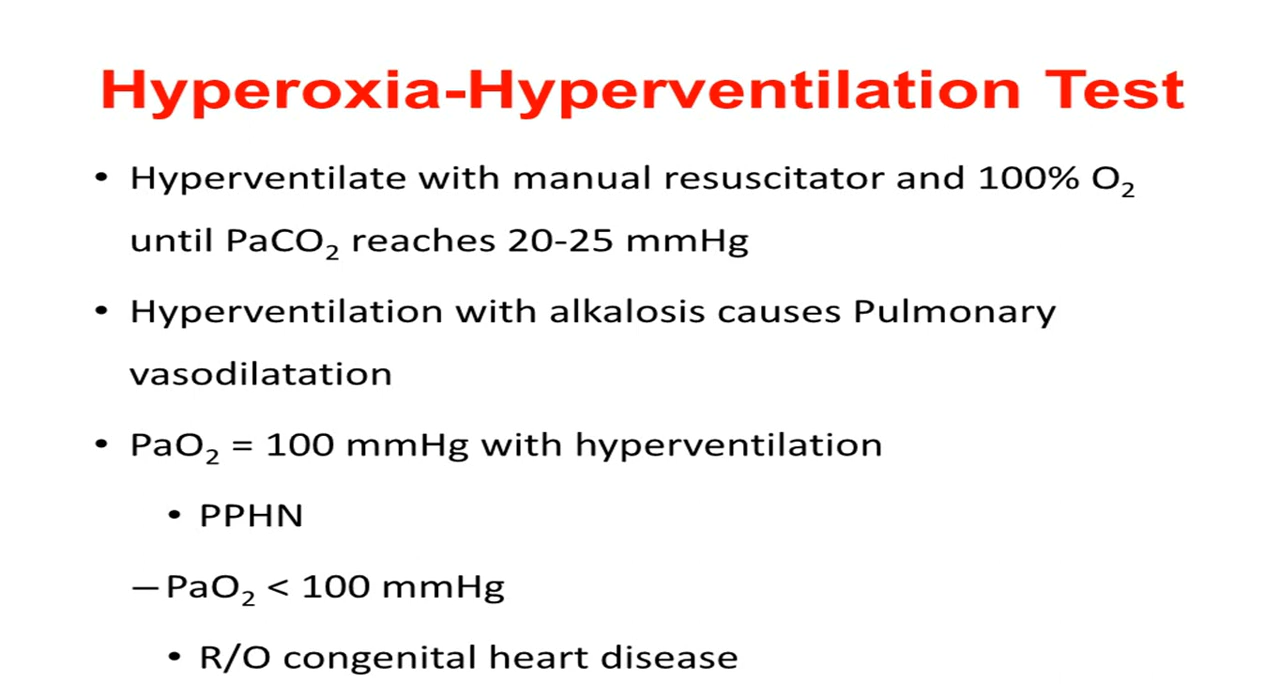 Hyperoxia-Hyperventilation Test
• Hyperventilate with manual resuscitator and 100% O₂
until PaCO₂ reaches 20-25 mmHg
• Hyperventilation with alkalosis causes Pulmonary
vasodilatation
• PaO₂ = 100 mmHg with hyperventilation
• PPHN
– PaO₂ < 100 mmHg
• R/O congenital heart disease